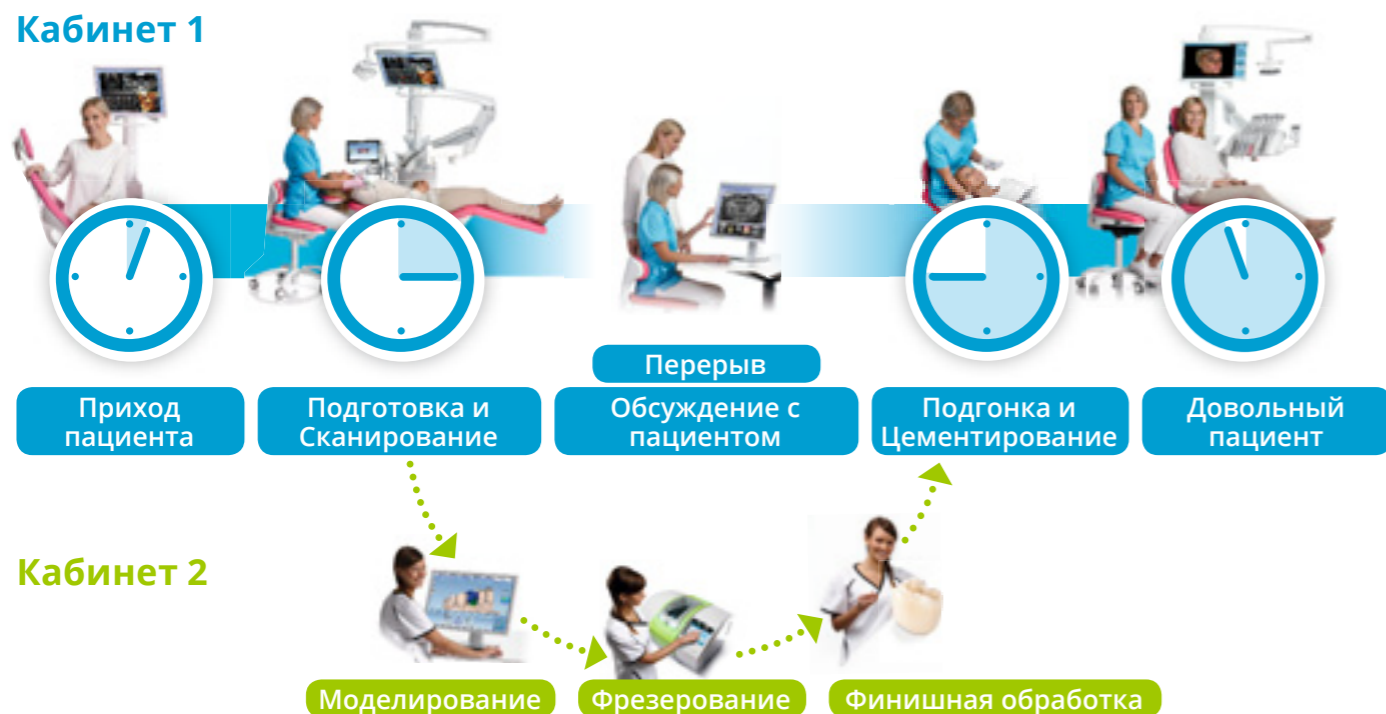 Кабинет 1
Перерыв
Приход
пациента
Подготовка и
Сканирование
Обсуждение с
пациентом
Подгонка и
Цементирование
Довольный
пациент
Кабинет 2
Моделирование
Фрезерование
Финишная обработка